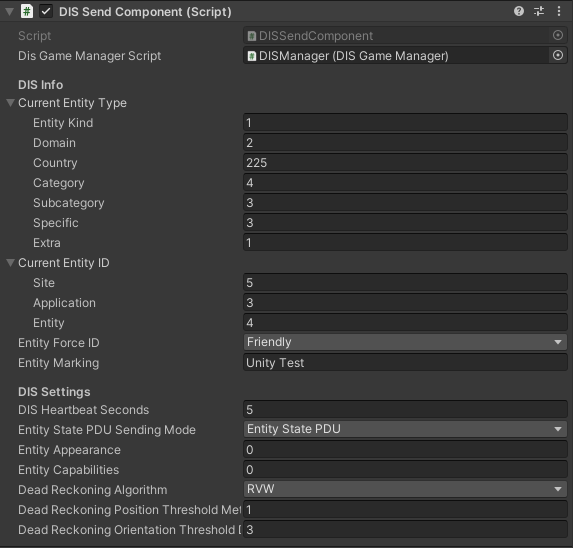 DIS Send Component (Script)
Script DISSendComponent
Dis Game Manager Script DISManager (DIS Game Manager)
DIS Info
Current Entity Type
Entity Kind 1
Domain 2
Country 225
Category 4
Subcategory 3
Specific 3
Extra 1
Current Entity ID
Site 5
Application 3
Entity 4
Entity Force ID Friendly
Entity Marking Unity Test
DIS Settings
DIS Heartbeat Seconds 5
Entity State PDU Sending Mode Entity State PDU
Entity Appearance 0
Entity Capabilities 0
Dead Reckoning Algorithm RVW
Dead Reckoning Position Threshold Met 1
Dead Reckoning Orientation Threshold 3